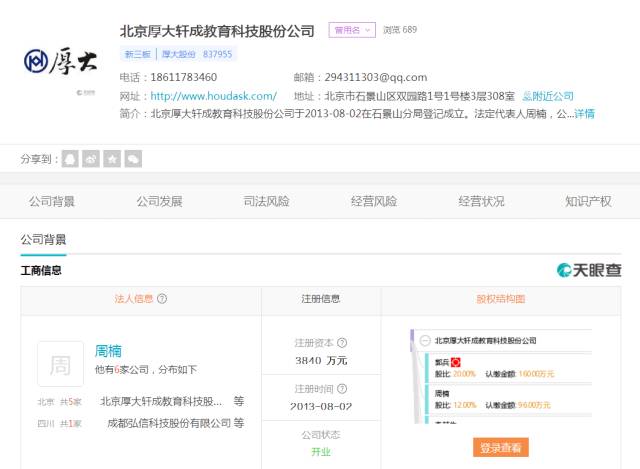 北京厚大轩成教育科技股份公司 曾用名 浏览 689
厚大
新三板 厚大股份 837955
电话：18611783460 邮箱：294311303@qq.com
网址：http://www.houdask.com/ 地址：北京市石景山区双园路1号1号楼3层308室 附近公司
简介：北京厚大轩成教育科技股份公司于2013-08-02在石景山分局登记成立。法定代表人周楠，公...详情
分享到：
公司背景 公司发展 司法风险 经营风险 经营状况 知识产权
公司背景
工商信息 天眼查
法人信息 注册信息 股权结构图
周
周楠
他有6家公司，分布如下
北京 共5家 北京厚大轩成教育科技股... 等
四川 共1家 成都弘信科技股份有限公司 等
注册资本
3840 万元
注册时间
2013-08-02
公司状态
开业
北京厚大轩成教育科技股份公司
郭兵
股比: 20.00% 认缴金额: 160.00万元
周楠
股比: 12.00% 认缴金额: 96.00万元
登录查看